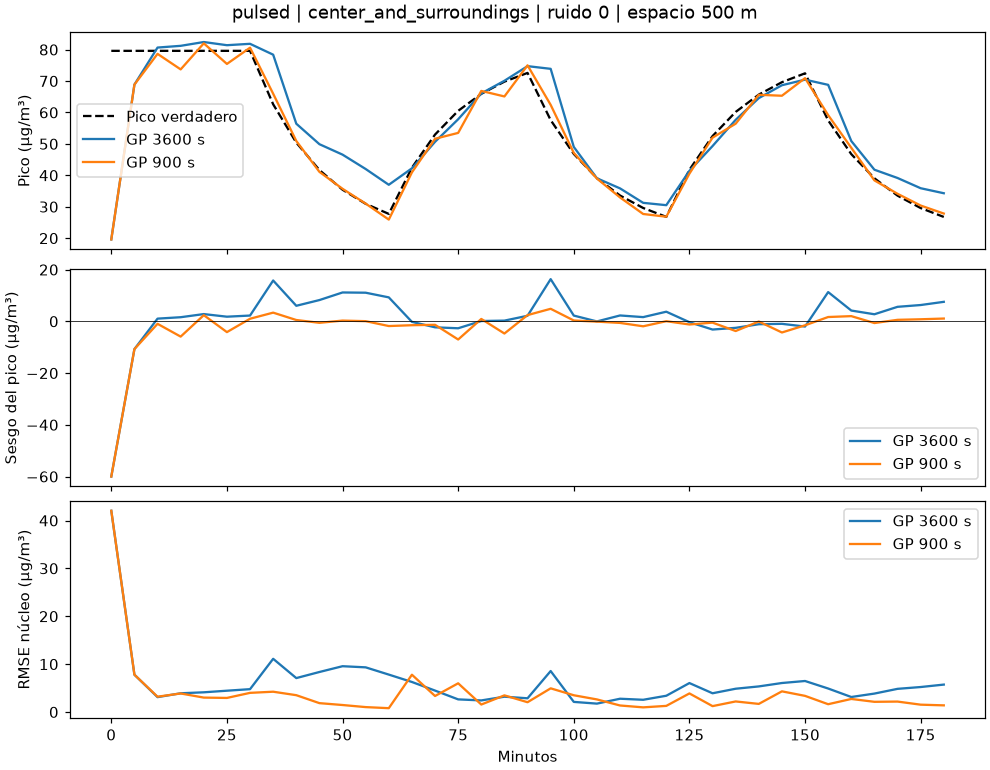 pulsed | center_and_surroundings | ruido 0 | espacio 500 m
Pico (µg/m³)
80
70
60
50
40
30
20
Pico verdadero
GP 3600 s
GP 900 s
Sesgo del pico (µg/m³)
20
0
−20
−40
−60
GP 3600 s
GP 900 s
RMSE núcleo (µg/m³)
40
30
20
10
0
GP 3600 s
GP 900 s
0 25 50 75 100 125 150 175
Minutos